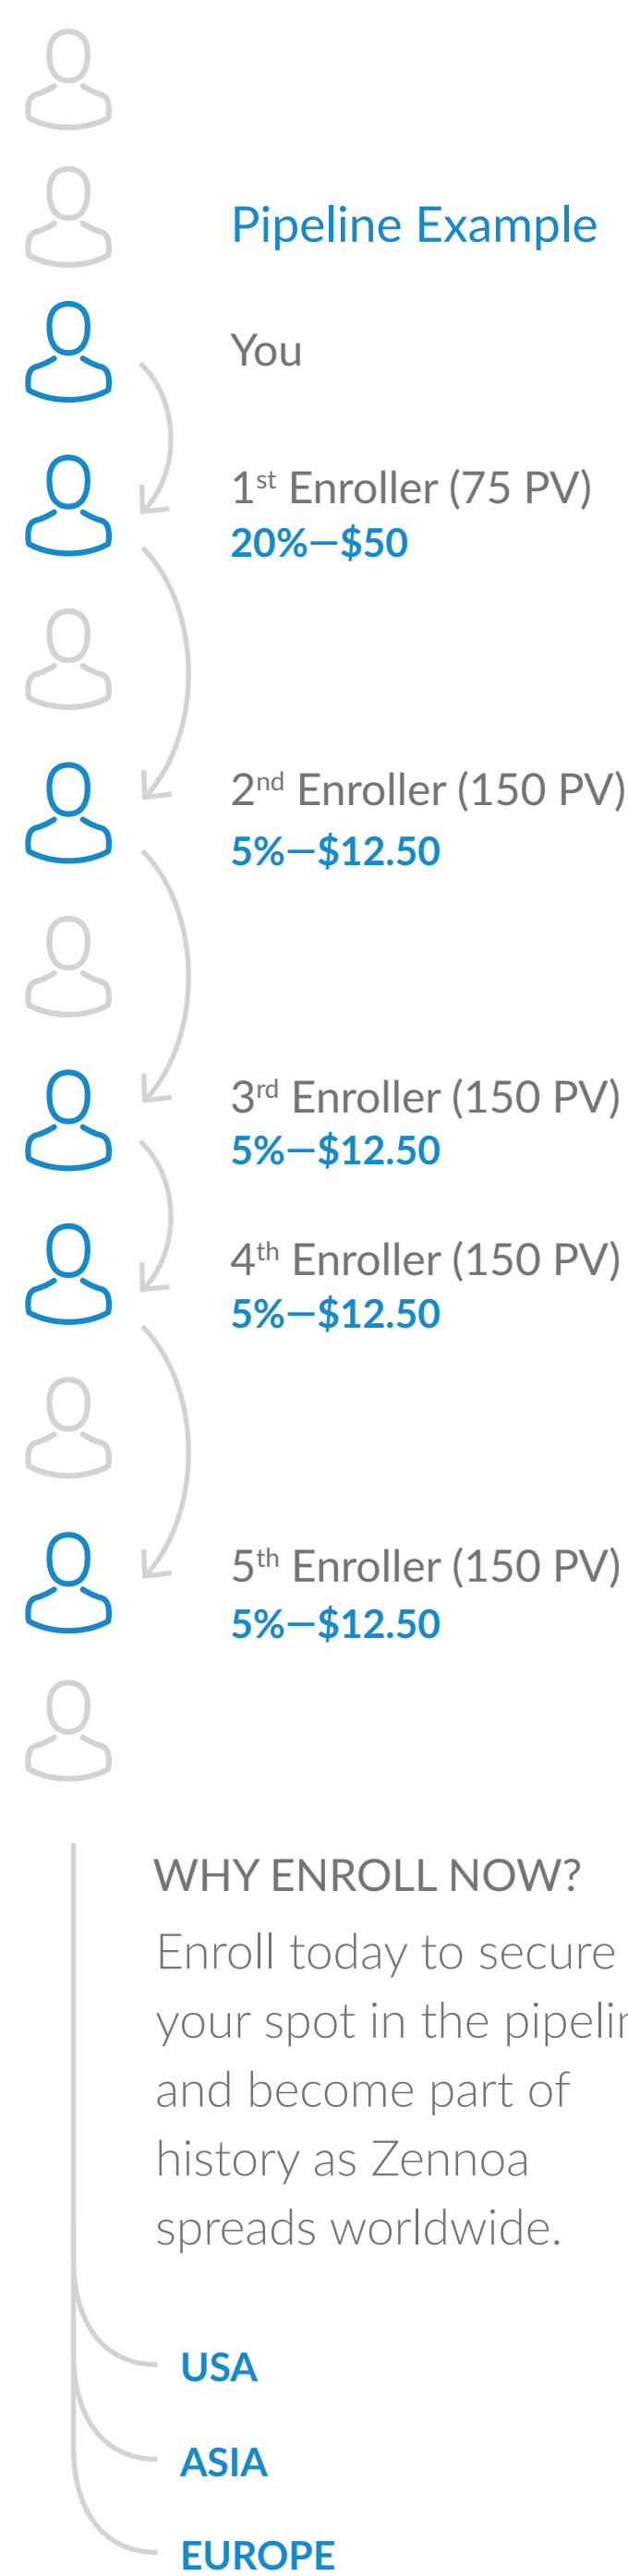 Pipeline Example
You
1st Enroller (75 PV)
20%—$50
2nd Enroller (150 PV)
5%—$12.50
3rd Enroller (150 PV)
5%—$12.50
4th Enroller (150 PV)
5%—$12.50
5th Enroller (150 PV)
5%—$12.50
WHY ENROLL NOW?
Enroll today to secure
your spot in the
and become part of
history as Zennoa
spreads worldwide.
USA
ASIA
EUROPE